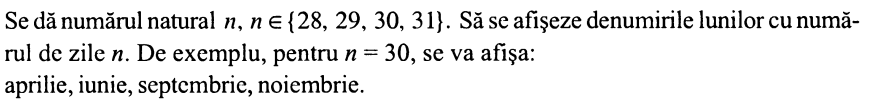 Se dă numărul natural n, n ∈ {28, 29, 30, 31}. Să se afişeze denumirile lunilor cu numă-
rul de zile n. De exemplu, pentru n = 30, se va afişa:
aprilie, iunie, septembrie, noiembrie.